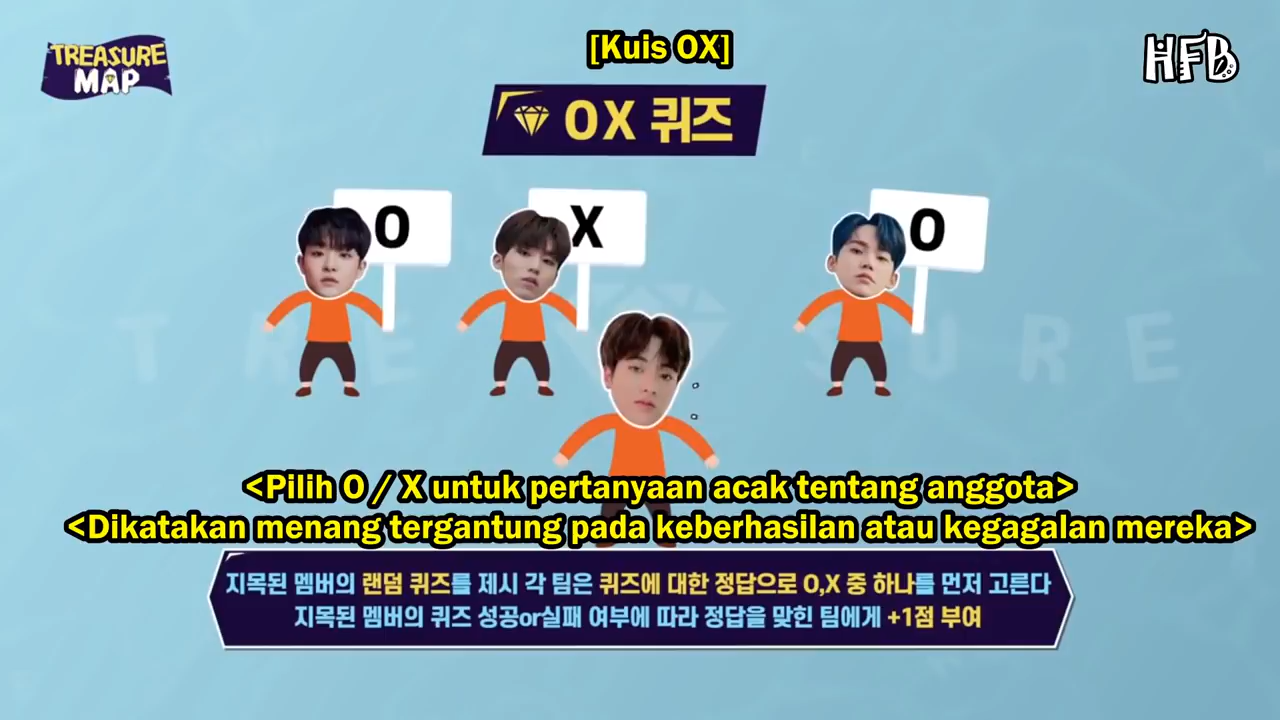 TREASURE
MAP
[Kuis OX]
HFB
OX 퀴즈
O
X
O
TREASURE
<Pilih O / X untuk pertanyaan acak tentang anggota>
<Dikatakan menang tergantung pada keberhasilan atau kegagalan mereka>
지목된 멤버의 랜덤 퀴즈를 제시 각 팀은 퀴즈에 대한 정답으로 O,X 중 하나를 먼저 고른다
지목된 멤버의 퀴즈 성공or실패 여부에 따라 정답을 맞힌 팀에게 +1점 부여